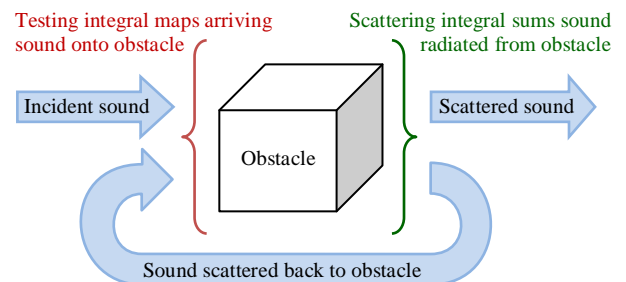 Testing integral maps arriving
sound onto obstacle
Scattering integral sums sound
radiated from obstacle
Incident sound
Obstacle
Scattered sound
Sound scattered back to obstacle